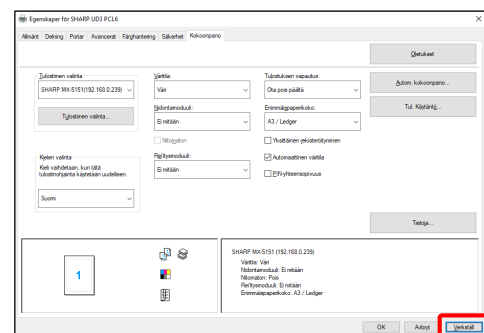 Egenskaper för SHARP UD3 PCL6
Allmänt Delning Portar Avancerat Färghantering Säkerhet Kokoonpano
Oletukset
Tulostimen valinta
Väritila:
Tulostuksen vapautus:
SHARP MX-5151(192.168.0.239)
Väri
Ota pois päältä
Autom. kokoonpano...
Tulostimen valinta...
Nidontamoduuli:
Enimmäispaperikoko:
Tul. Käytäntö...
Ei mitään
A3 / Ledger
Nitomaton
Yksittäinen rekisteröityminen
Kielen valinta
Rei'itysmoduuli:
Automaattinen väritila
Kieli vaihdetaan, kun tätä
tulostinohjainta käytetään uudelleen.
Ei mitään
PIN-yhteensopivuus
Suomi
Tietoja...
1
SHARP MX-5151 (192.168.0.239)
Väritila: Väri
Nidontamoduuli: Ei mitään
Nitomaton: Pois
Rei'itysmoduuli: Ei mitään
Enimmäispaperikoko: A3 / Ledger
OK Avbryt Verkställ